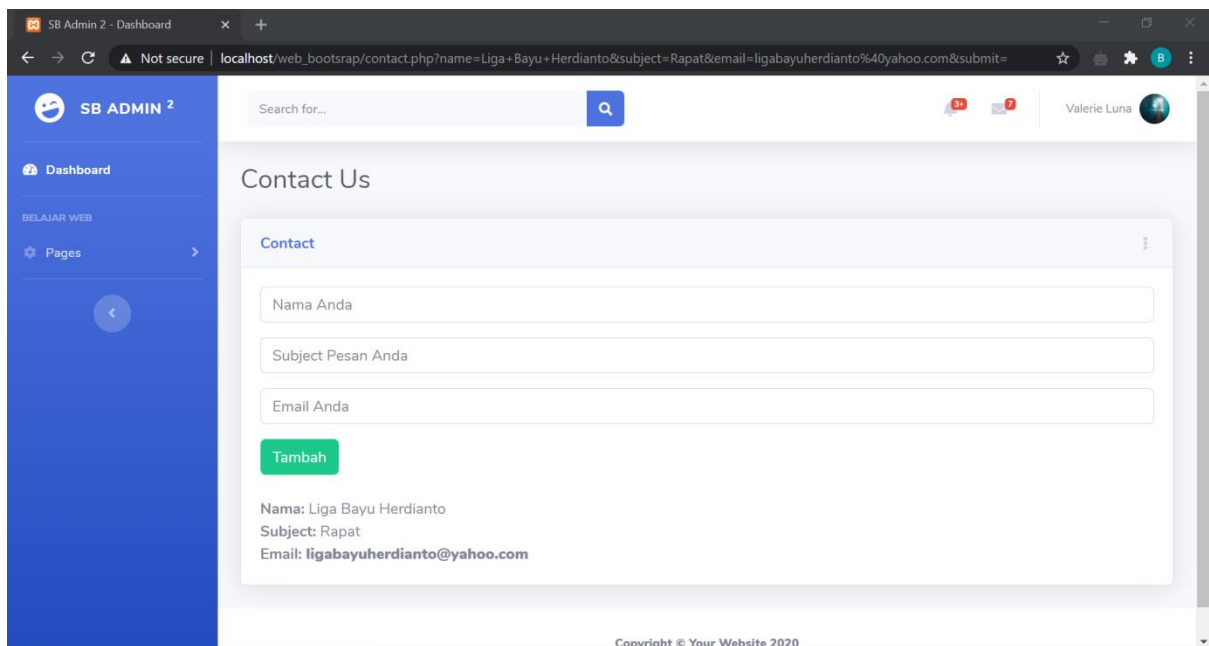 SB Admin 2 - Dashboard
Not secure | localhost/web_bootsrap/contact.php?name=Liga+Bayu+Herdianto&subject=Rapat&email=ligabayuherdianto%40yahoo.com&submit=
B
SB ADMIN 2
Search for...
3+
7
Valerie Luna
Dashboard
BELAJAR WEB
Pages
Contact Us
Contact
Nama Anda
Subject Pesan Anda
Email Anda
Tambah
Nama: Liga Bayu Herdianto
Subject: Rapat
Email: ligabayuherdianto@yahoo.com
Copyright © Your Website 2020